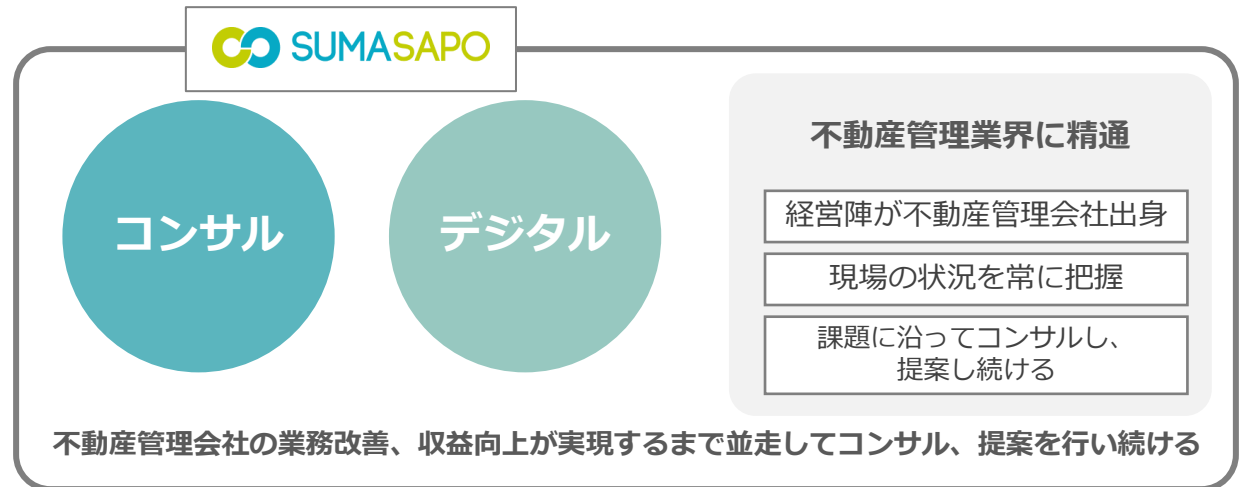 SUMASAPO
コンサル
デジタル
不動産管理業界に精通
経営陣が不動産管理会社出身
現場の状況を常に把握
課題に沿ってコンサルし、
提案し続ける
不動産管理会社の業務改善、収益向上が実現するまで並走してコンサル、提案を行い続ける